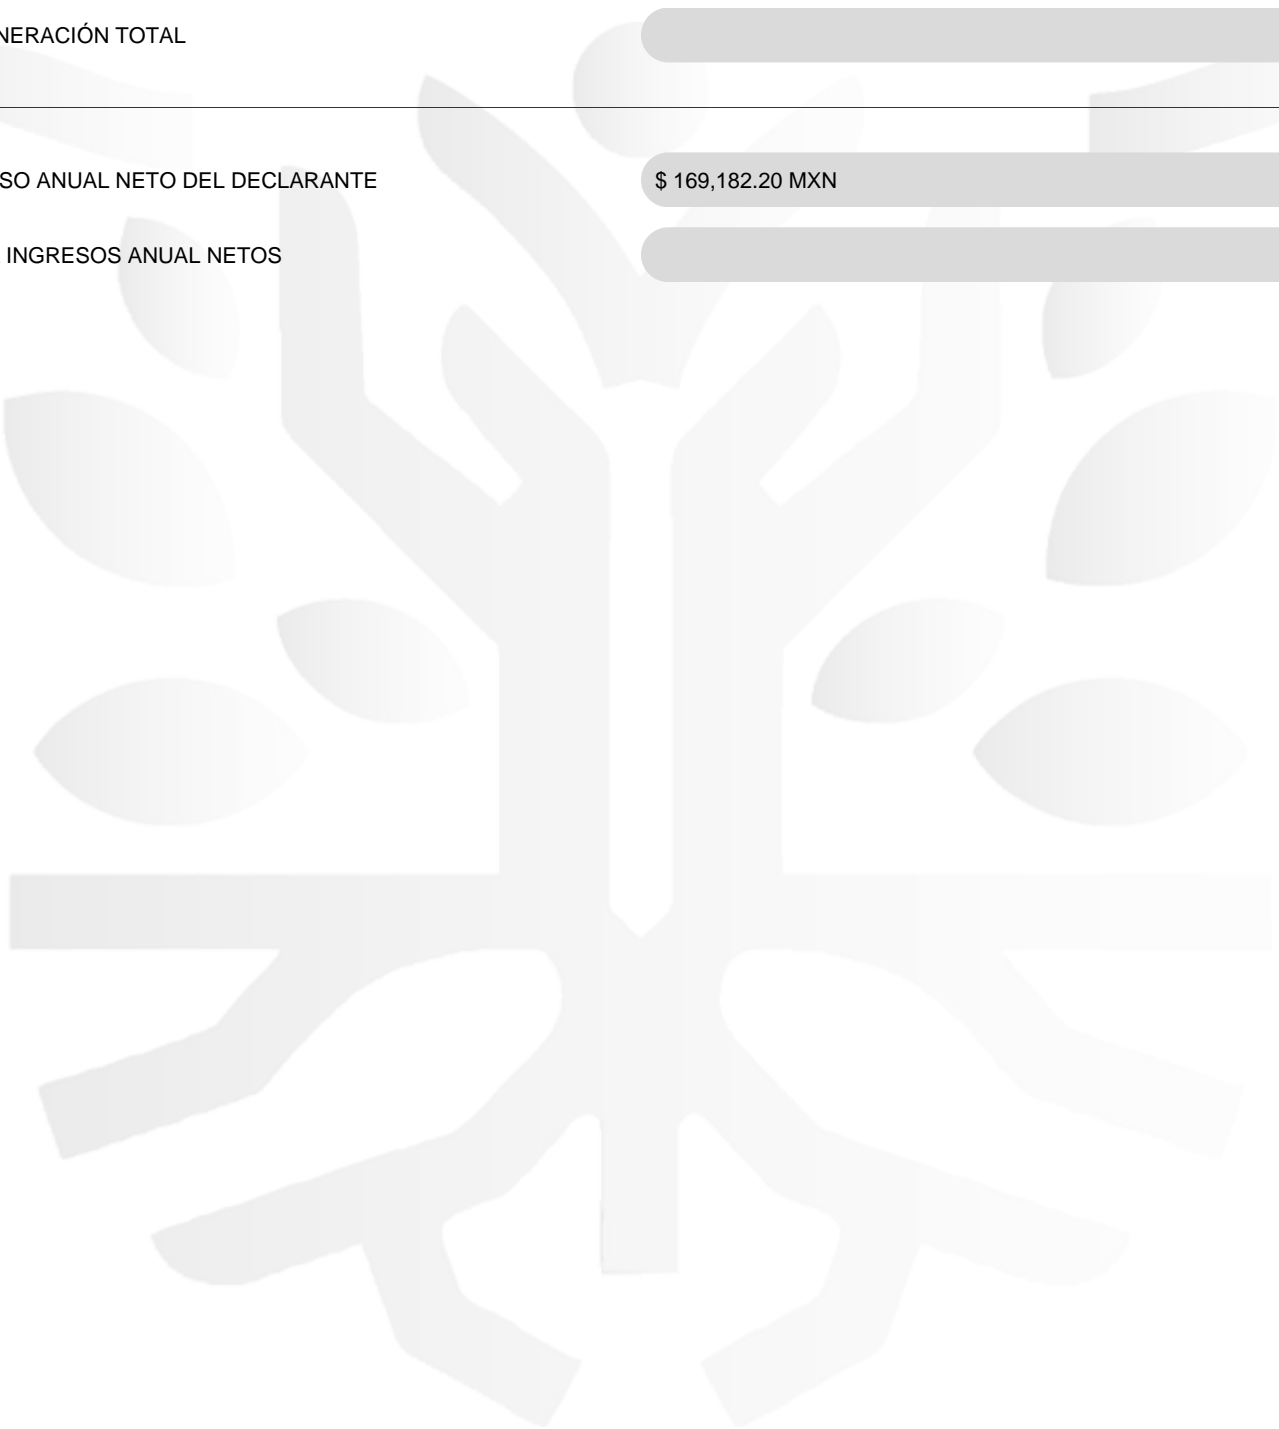 NERACIÓN TOTAL
SO ANUAL NETO DEL DECLARANTE $ 169,182.20 MXN
INGRESOS ANUAL NETOS